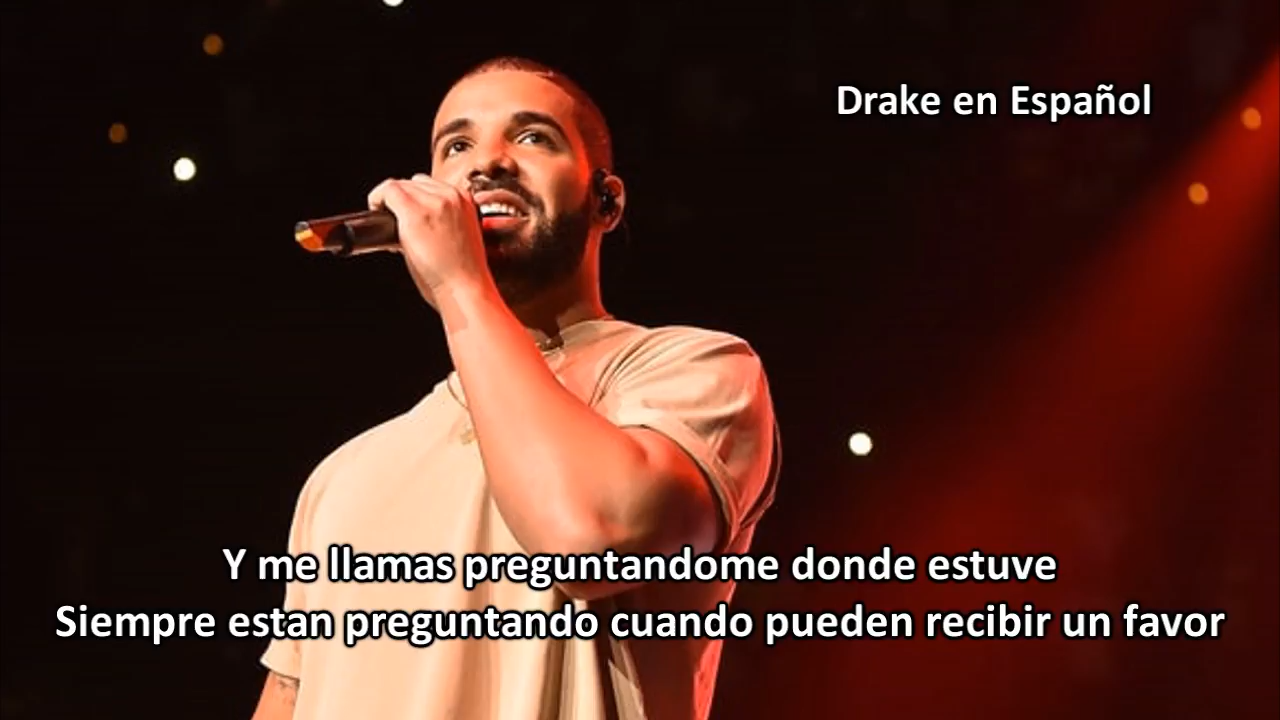 Drake en Español
Y me llamas preguntandome donde estuve
Siempre estan preguntando cuando pueden recibir un favor